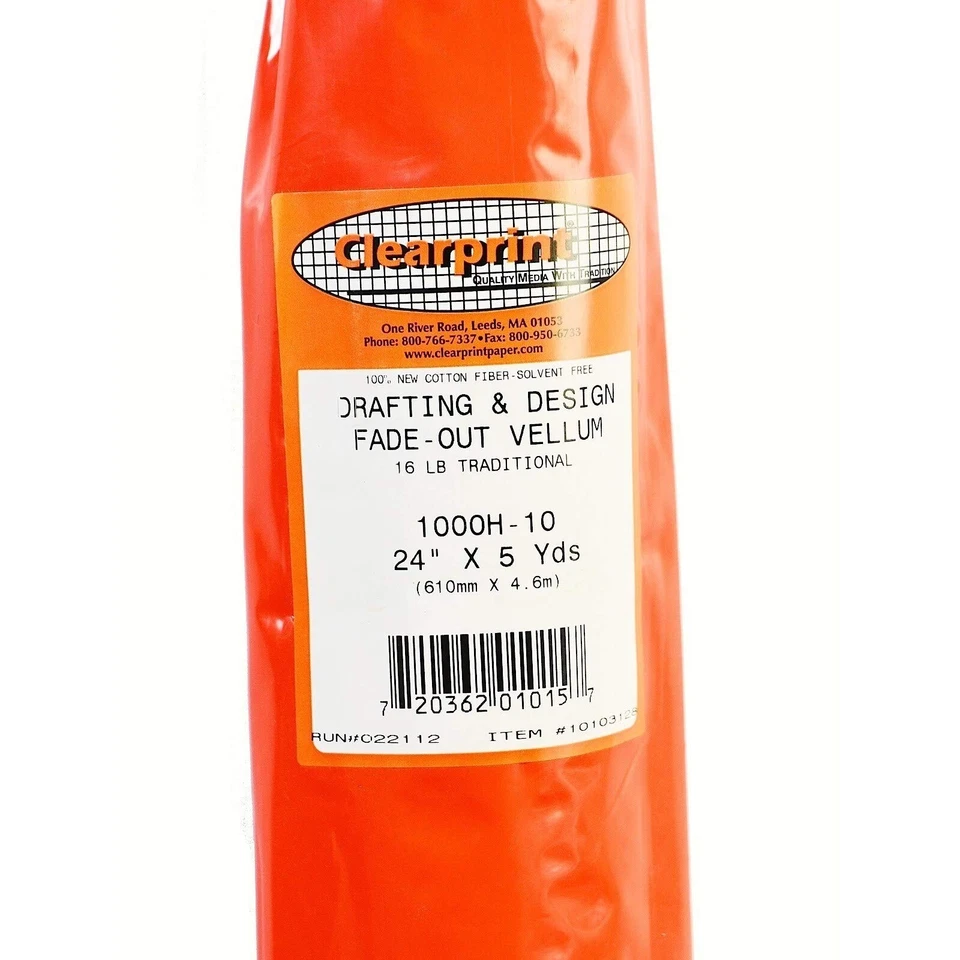 Clearprint®
QUALITY MEDIA WITH TRADITION
One River Road, Leeds, MA 01053
Phone: 800-766-7337•Fax: 800-950-6733
www.clearprintpaper.com
100% NEW COTTON FIBER-SOLVENT FREE
DRAFTING & DESIGN
FADE-OUT VELLUM
16 LB TRADITIONAL
1000H-10
24" X 5 Yds
(610mm X 4.6m)
7 20362 01015 7
RUN#022112 ITEM #10103128